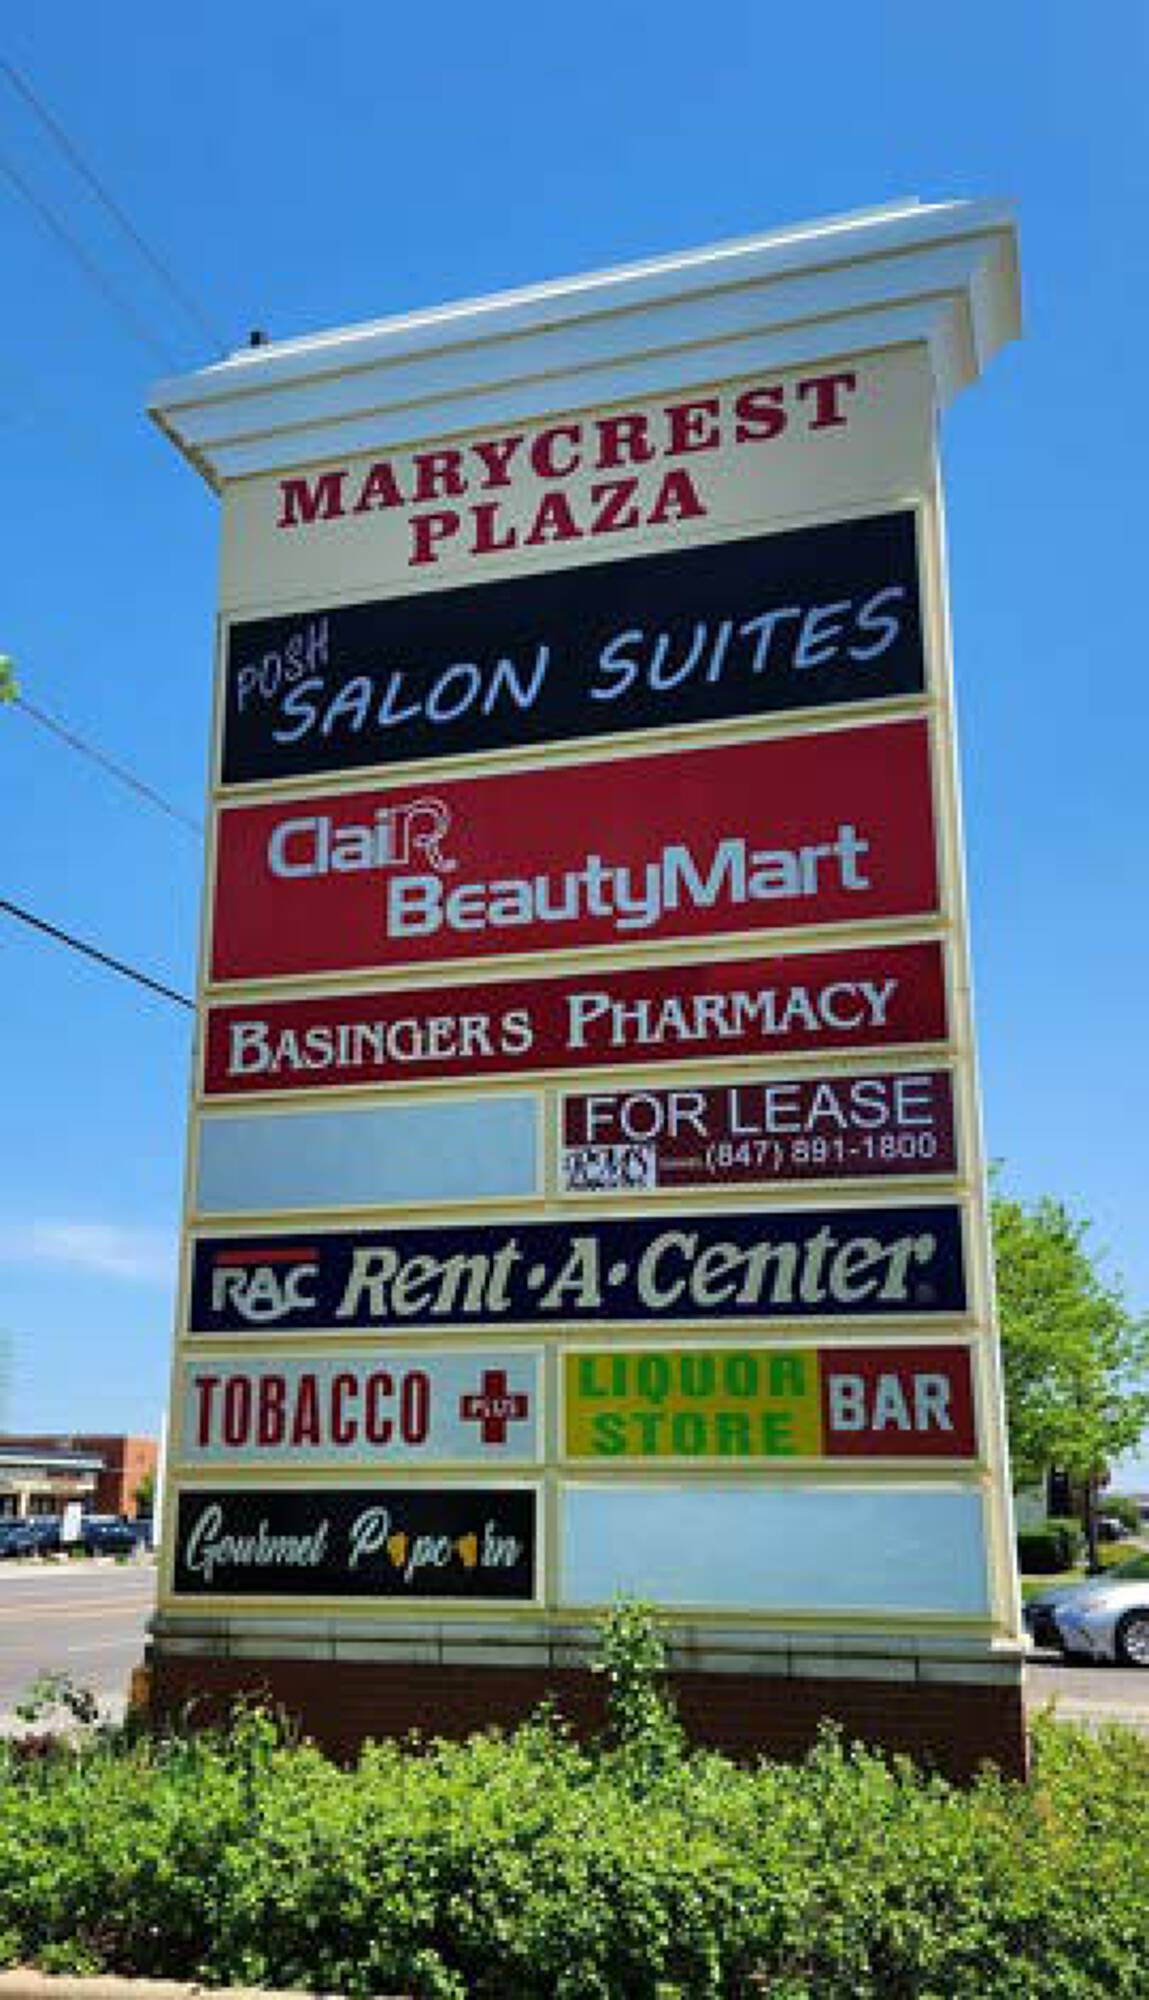 MARYCREST
PLAZA
POSH
SALON SUITES
ClaiR
BeautyMart
BASINGERS PHARMACY
FOR LEASE
(847) 891-1800
RAC Rent·A·Center
TOBACCO PLUS
LIQUOR
STORE
BAR
Gourmet Popcorn